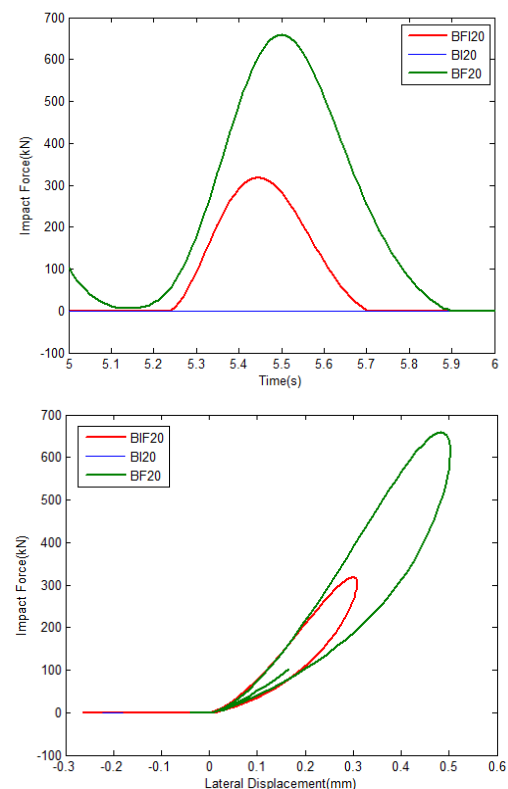 700
600
500
400
300
200
100
0
-100
Impact Force(kN)
BFI20
BI20
BF20
5 5.1 5.2 5.3 5.4 5.5 5.6 5.7 5.8 5.9 6
Time(s)
700
600
500
400
300
200
100
0
-100
Impact Force(kN)
BIF20
BI20
BF20
-0.3 -0.2 -0.1 0 0.1 0.2 0.3 0.4 0.5 0.6
Lateral Displacement(mm)